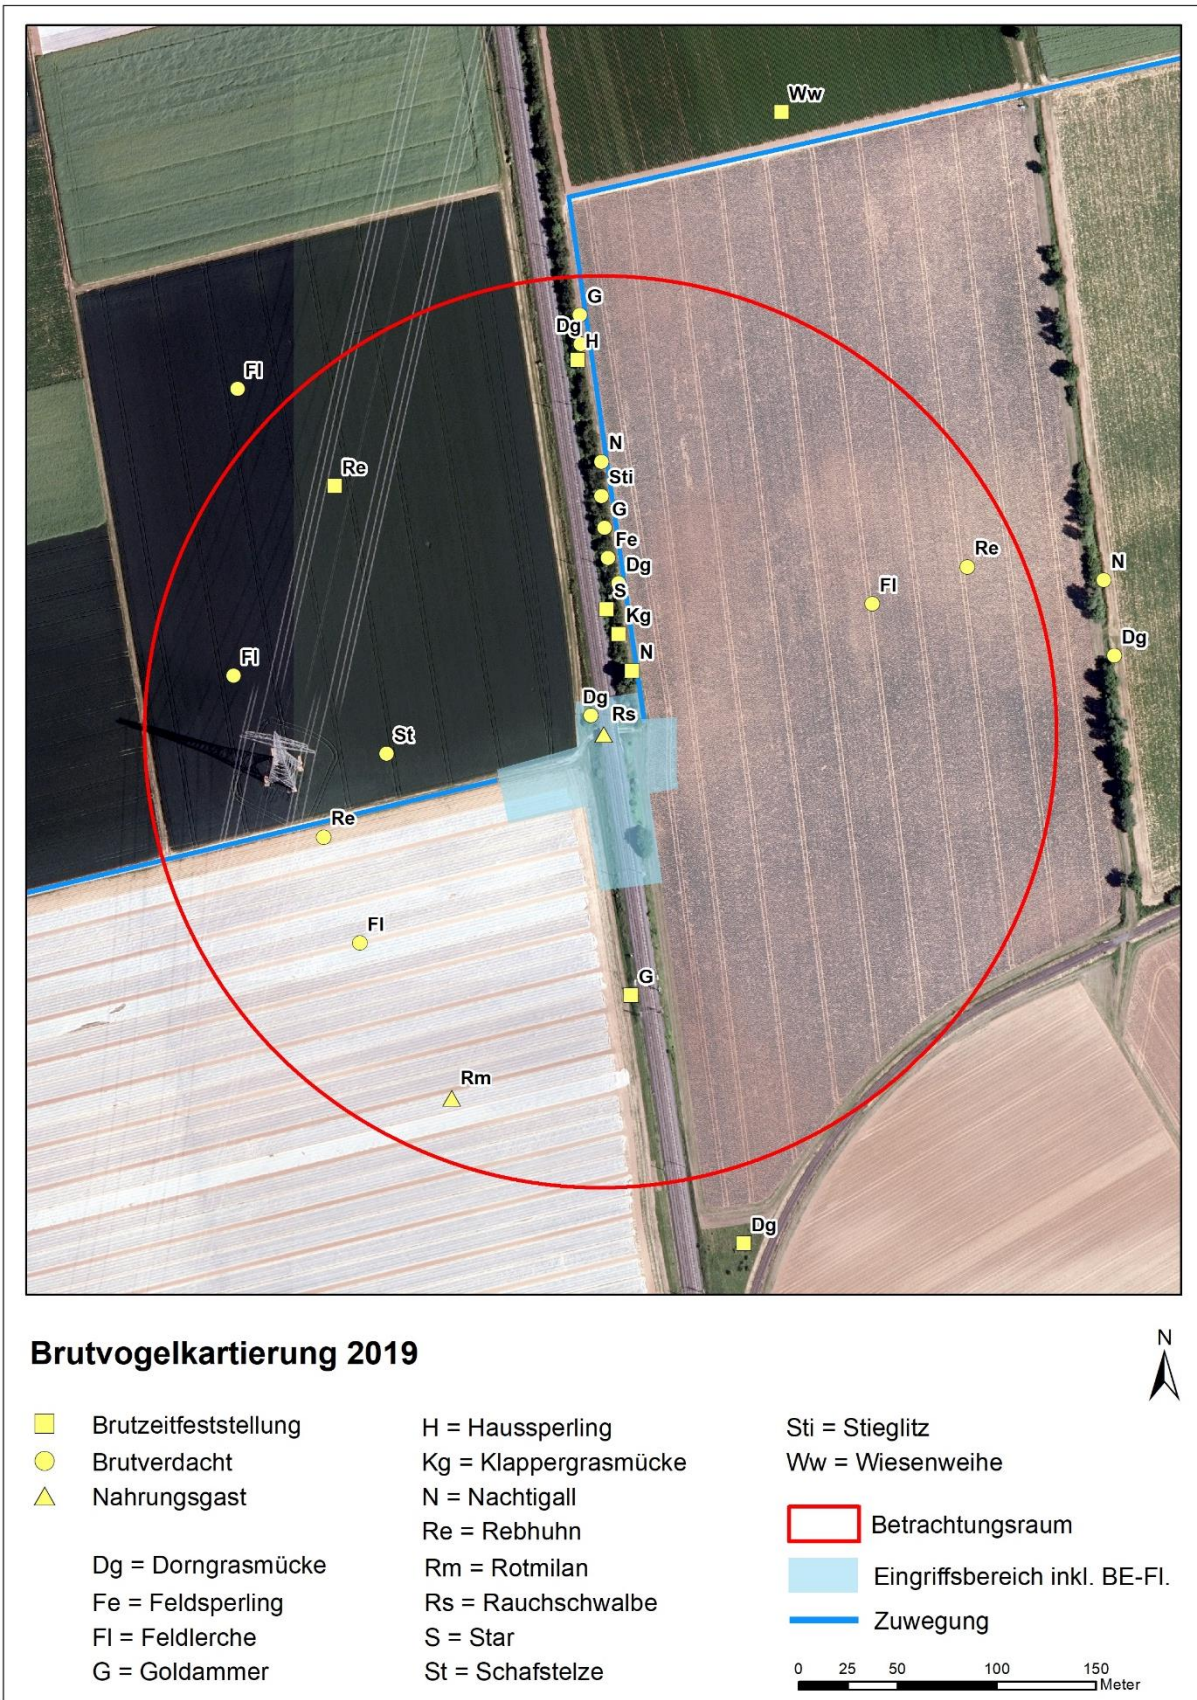 Ww
G
Dg
H
Fl
N
Re
Sti
G
Fe
Re
Dg
N
S
Fl
Kg
Dg
N
Fl
Dg
Rs
St
Re
Fl
G
Rm
Dg
Brutvogelkartierung 2019
N
Brutzeitfeststellung
Brutverdacht
Nahrungsgast
Dg = Dorngrasmücke
Fe = Feldsperling
Fl = Feldlerche
G = Goldammer
H = Haussperling
Kg = Klappergrasmücke
N = Nachtigall
Re = Rebhuhn
Rm = Rotmilan
Rs = Rauchschwalbe
S = Star
St = Schafstelze
Sti = Stieglitz
Ww = Wiesenweihe
Betrachtungsraum
Eingriffsbereich inkl. BE-Fl.
Zuwegung
0 25 50 100 150
Meter